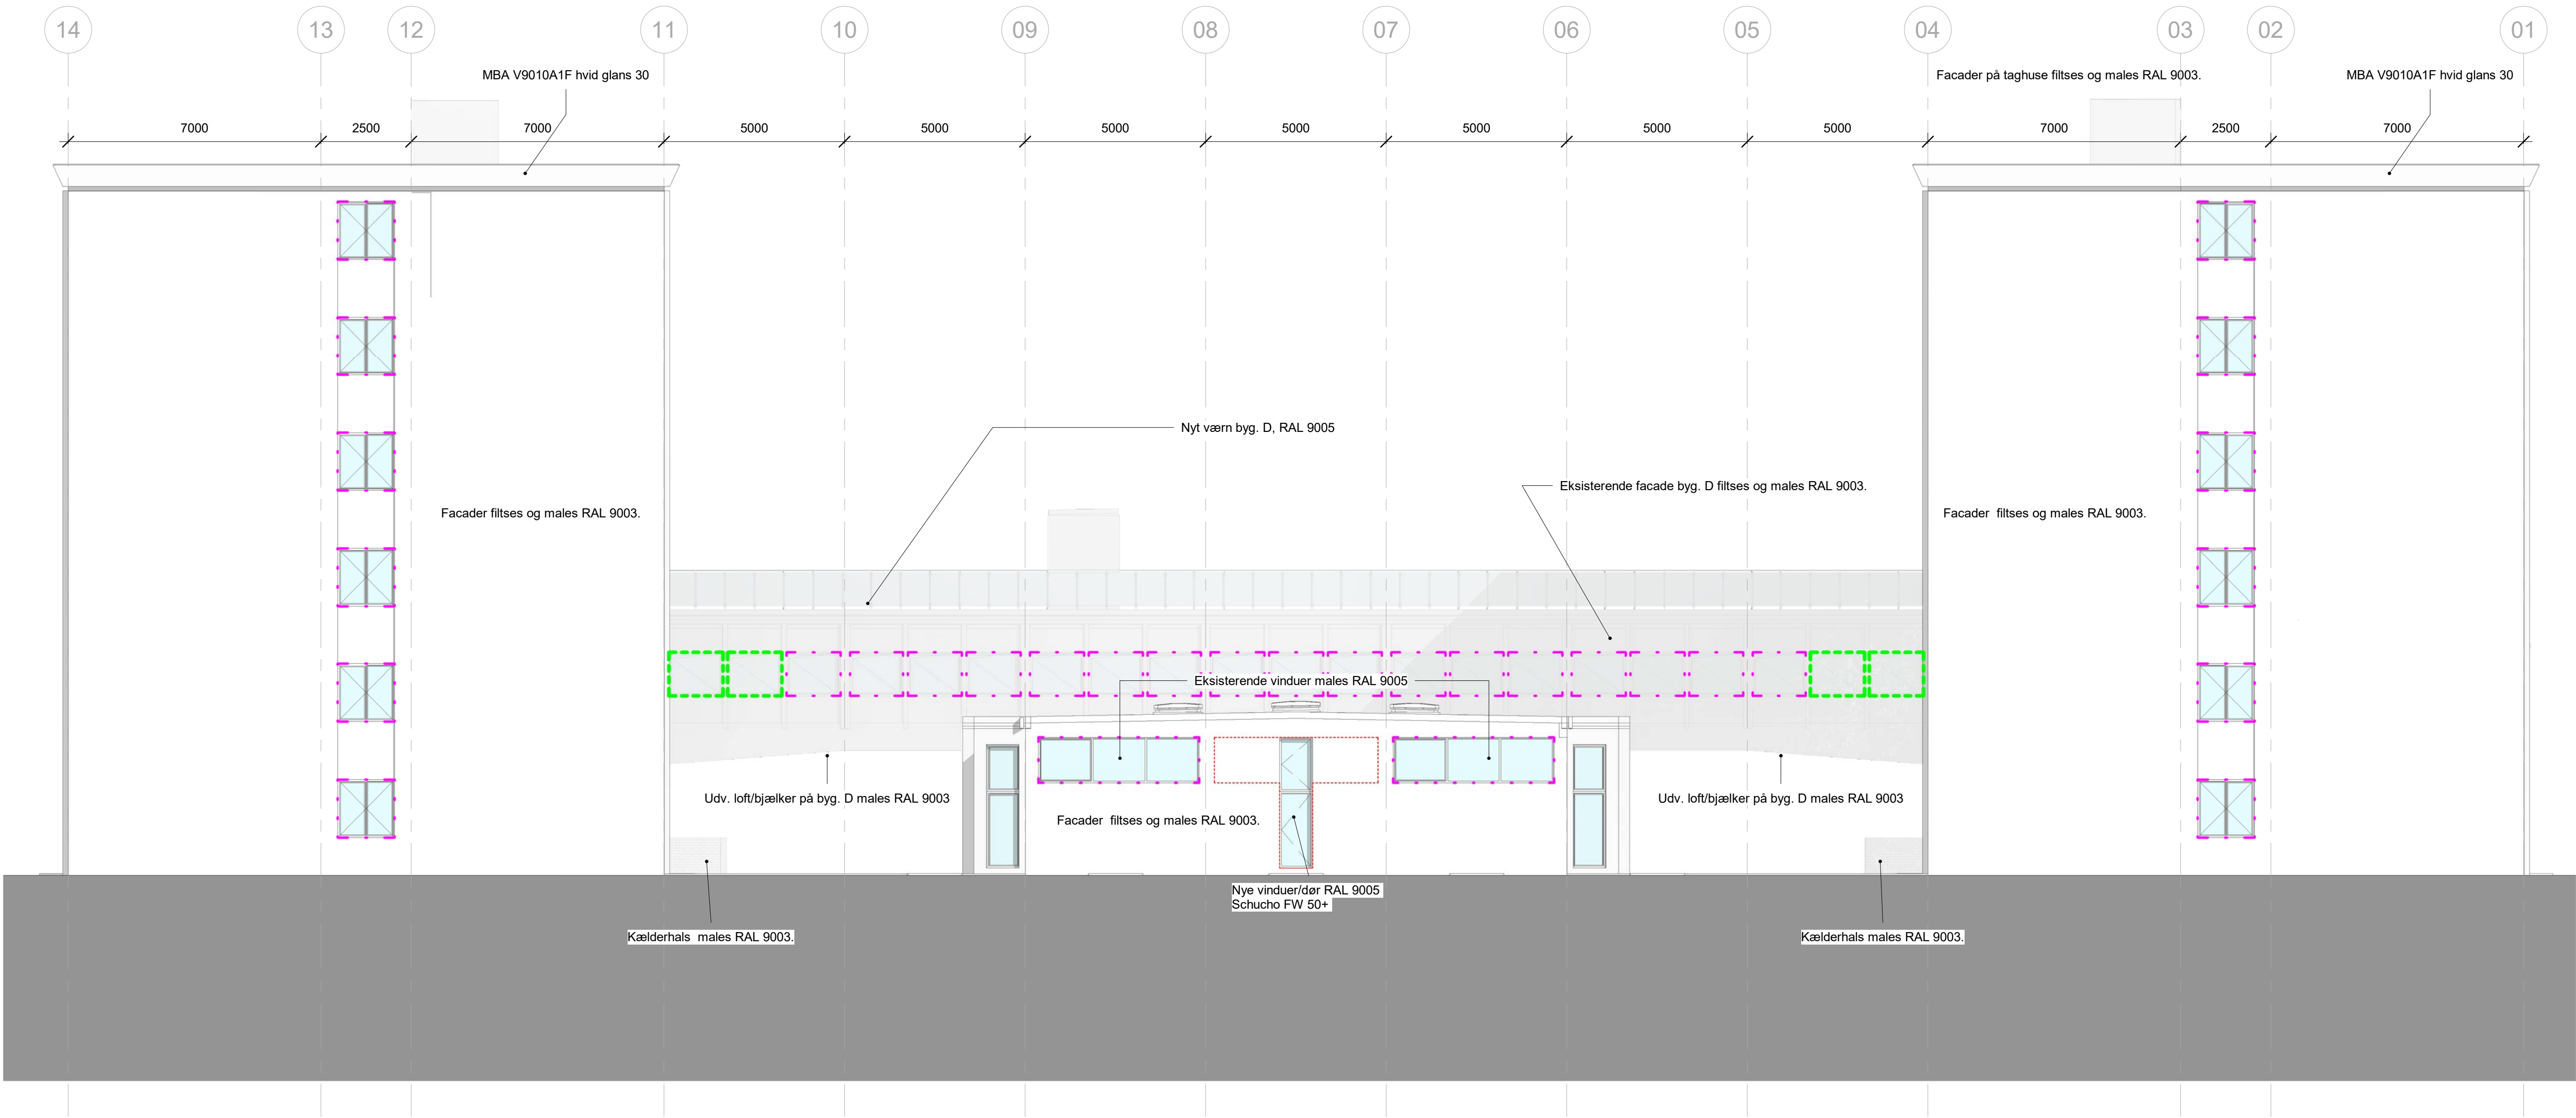 14
13
12
11
10
09
08
07
06
05
04
03
02
01
MBA V9010A1F hvid glans 30
Facader på taghuse filtses og males RAL 9003.
MBA V9010A1F hvid glans 30
7000
2500
7000
5000
5000
5000
5000
5000
5000
5000
7000
2500
7000
Nyt værn byg. D, RAL 9005
Eksisterende facade byg. D filtses og males RAL 9003.
Facader filtses og males RAL 9003.
Facader  filtses og males RAL 9003.
Eksisterende vinduer males RAL 9005
Udv. loft/bjælker på byg. D males RAL 9003
Udv. loft/bjælker på byg. D males RAL 9003
Facader  filtses og males RAL 9003.
Nye vinduer/dør RAL 9005
Schucho FW 50+
Kælderhals  males RAL 9003.
Kælderhals males RAL 9003.